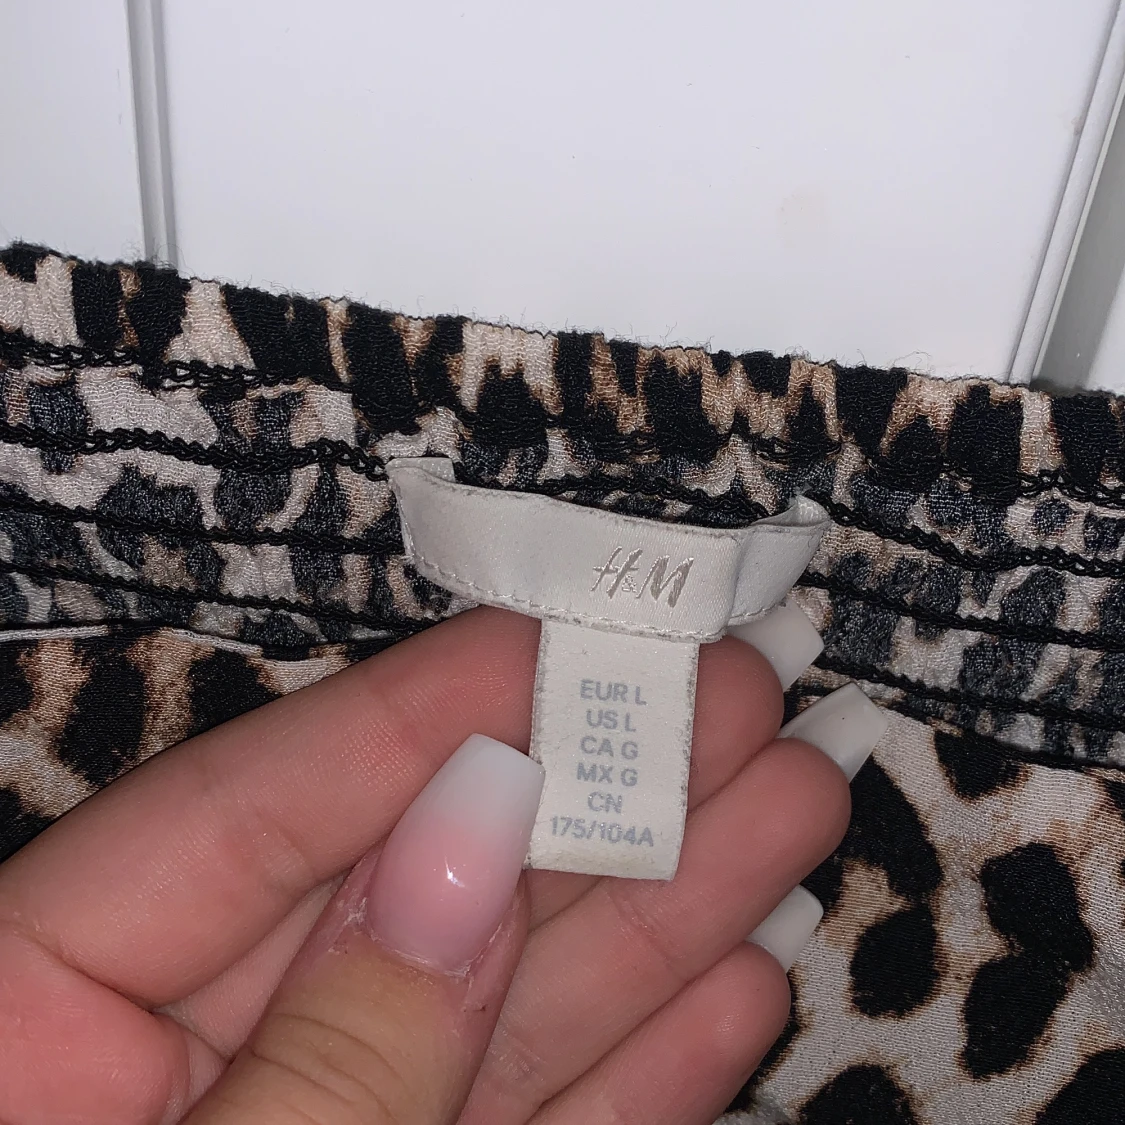 H&M
EUR L
US L
CA G
MX G
CN
175/104A